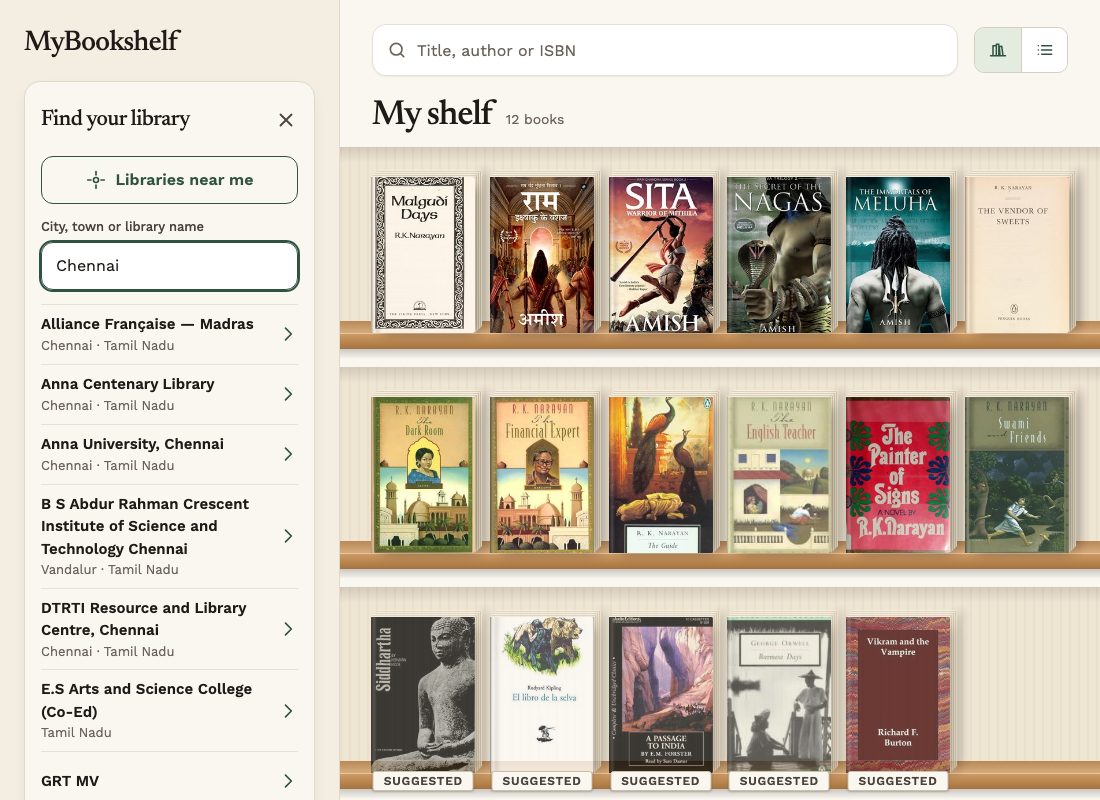 MyBookshelf
Find your library
Libraries near me
City, town or library name
Chennai
Alliance Française — Madras
Chennai · Tamil Nadu
Anna Centenary Library
Chennai · Tamil Nadu
Anna University, Chennai
Chennai · Tamil Nadu
B S Abdur Rahman Crescent
Institute of Science and
Technology Chennai
Vandalur · Tamil Nadu
DTRTI Resource and Library
Centre, Chennai
Chennai · Tamil Nadu
E.S Arts and Science College
(Co-Ed)
Tamil Nadu
GRT MV
Title, author or ISBN
My shelf
12 books
Malgudi
Days
R.K.Narayan
राम
इक्ष्वाकु के वंशज
अमीश
SITA
WARRIOR OF MITHILA
AMISH
THE SECRET OF THE
NAGAS
AMISH
THE IMMORTALS OF
MELUHA
AMISH
R. K. NARAYAN
THE VENDOR OF
SWEETS
PENGUIN BOOKS
R. K. NARAYAN
The
Dark Room
R. K. NARAYAN
The
Financial Expert
R. K. NARAYAN
The Guide
R. K. NARAYAN
The
English Teacher
The
Painter
of
Signs
A NOVEL BY
R.K.Narayan
R. K. NARAYAN
Swami
and Friends
Siddhartha
SUGGESTED
Rudyard Kipling
El libro de la selva
SUGGESTED
A PASSAGE
TO INDIA
BY E.M. FORSTER
Read by Sam Dastor
SUGGESTED
GEORGE ORWELL
Burmese Days
SUGGESTED
Vikram and the
Vampire
Richard F.
Burton
SUGGESTED